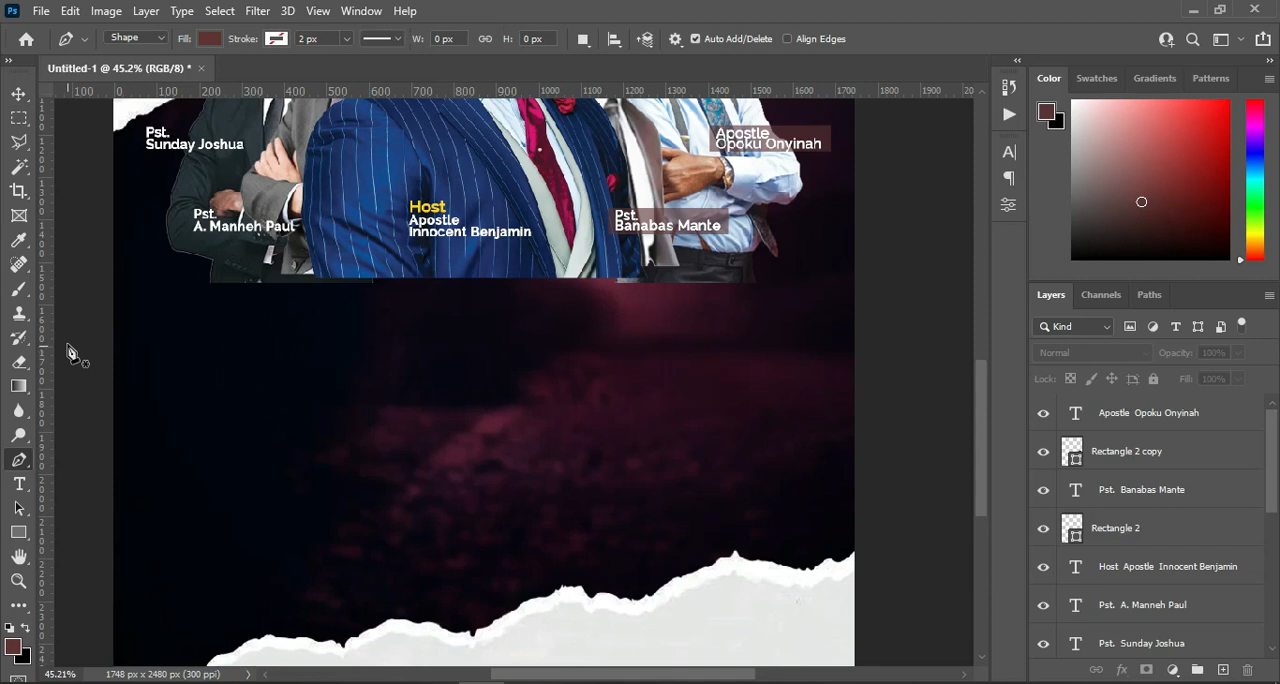 Ps
File Edit Image Layer Type Select Filter 3D View Window Help
Shape Fill: Stroke: 2 px W: 0 px H: 0 px Auto Add/Delete Align Edges
Untitled-1 @ 45.2% (RGB/8) * ×
100 0 100 200 300 400 500 600 700 800 900 1000 1100 1200 1300 1400 1500 1600 1700 1800 1900 20
Pst.
Sunday Joshua
Apostle
Opoku Onyinah
Pst.
A. Manneh Paul
Host
Apostle
Innocent Benjamin
Pst.
Banabas Mante
Color Swatches Gradients Patterns
Layers Channels Paths
Kind
Normal Opacity: 100%
Lock: Fill: 100%
Apostle Opoku Onyinah
Rectangle 2 copy
Pst. Banabas Mante
Rectangle 2
Host Apostle Innocent Benjamin
Pst. A. Manneh Paul
Pst. Sunday Joshua
45.21% 1748 px x 2480 px (300 ppi)